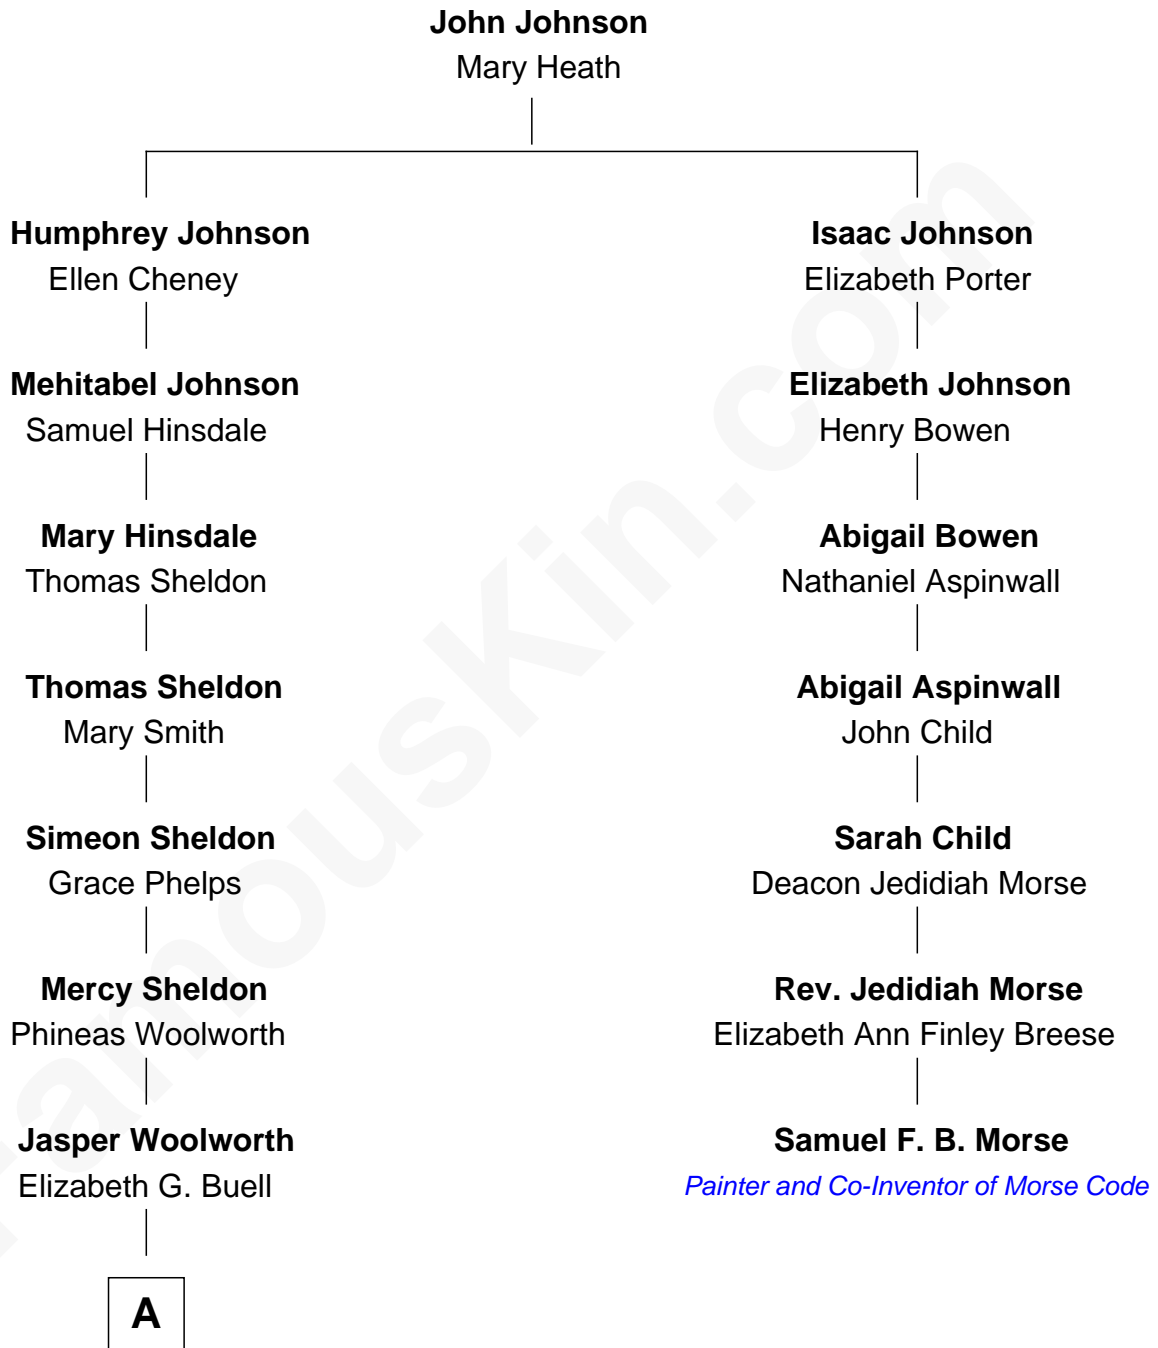 John Johnson
Mary Heath
Humphrey Johnson
Ellen Cheney
Isaac Johnson
Elizabeth Porter
Mehitabel Johnson
Samuel Hinsdale
Elizabeth Johnson
Henry Bowen
Mary Hinsdale
Thomas Sheldon
Abigail Bowen
Nathaniel Aspinwall
Thomas Sheldon
Mary Smith
Abigail Aspinwall
John Child
Simeon Sheldon
Grace Phelps
Sarah Child
Deacon Jedidiah Morse
Mercy Sheldon
Phineas Woolworth
Rev. Jedidiah Morse
Elizabeth Ann Finley Breese
Jasper Woolworth
Elizabeth G. Buell
Samuel F. B. Morse
Painter and Co-Inventor of Morse Code
A
FamousKin.com